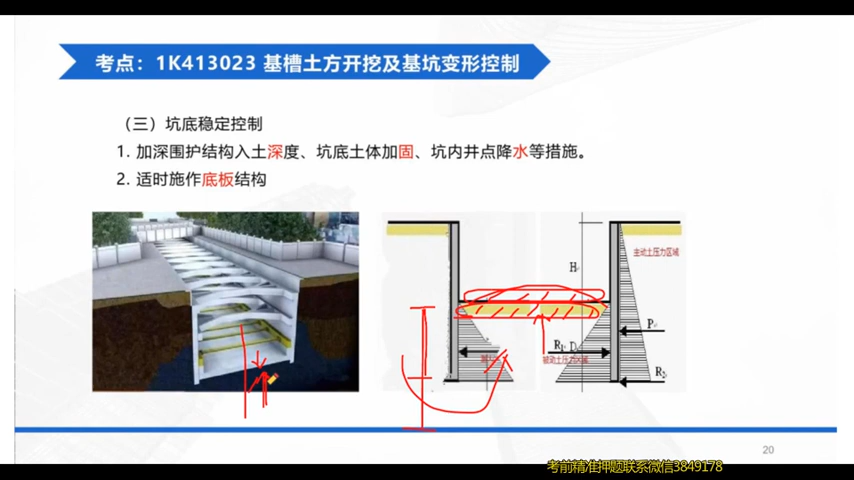 考点：1K413023 基槽土方开挖及基坑变形控制
（三）坑底稳定控制
1. 加深围护结构入土深度、坑底土体加固、坑内井点降水等措施。
2. 适时施作底板结构
主动土压力区域
H
P
R₁ D
被动土压力区域
R₂
20
考前精准押题联系微信3849178